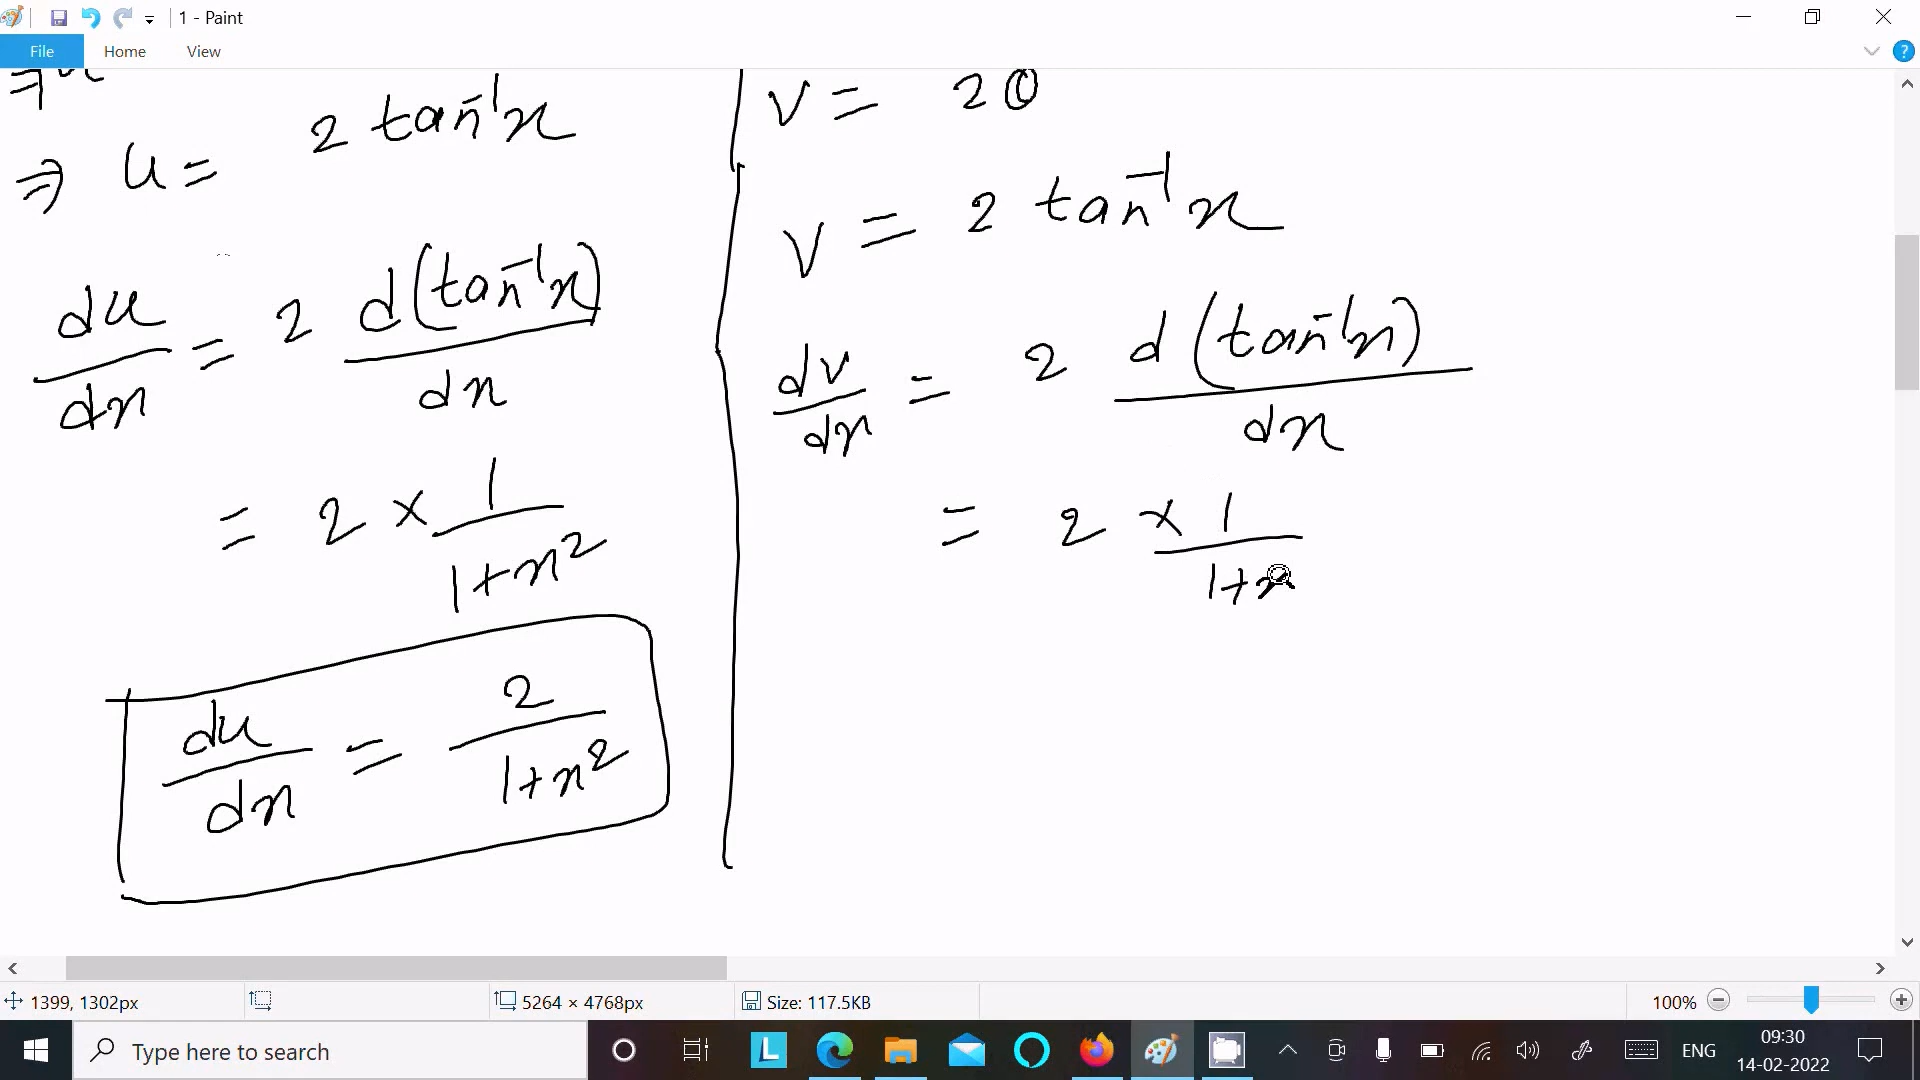 1 - Paint
File Home View
⇒ u = 2 tan⁻¹x
du/dx = 2 d(tan⁻¹x)/dx
= 2 × 1/1+x²
du/dx = 2/1+x²
V = 2θ
V = 2 tan⁻¹x
dv/dx = 2 d(tan⁻¹x)/dx
= 2 × 1/1+x
1399, 1302px 5264 × 4768px Size: 117.5KB 100%
Type here to search L ENG 09:30
14-02-2022